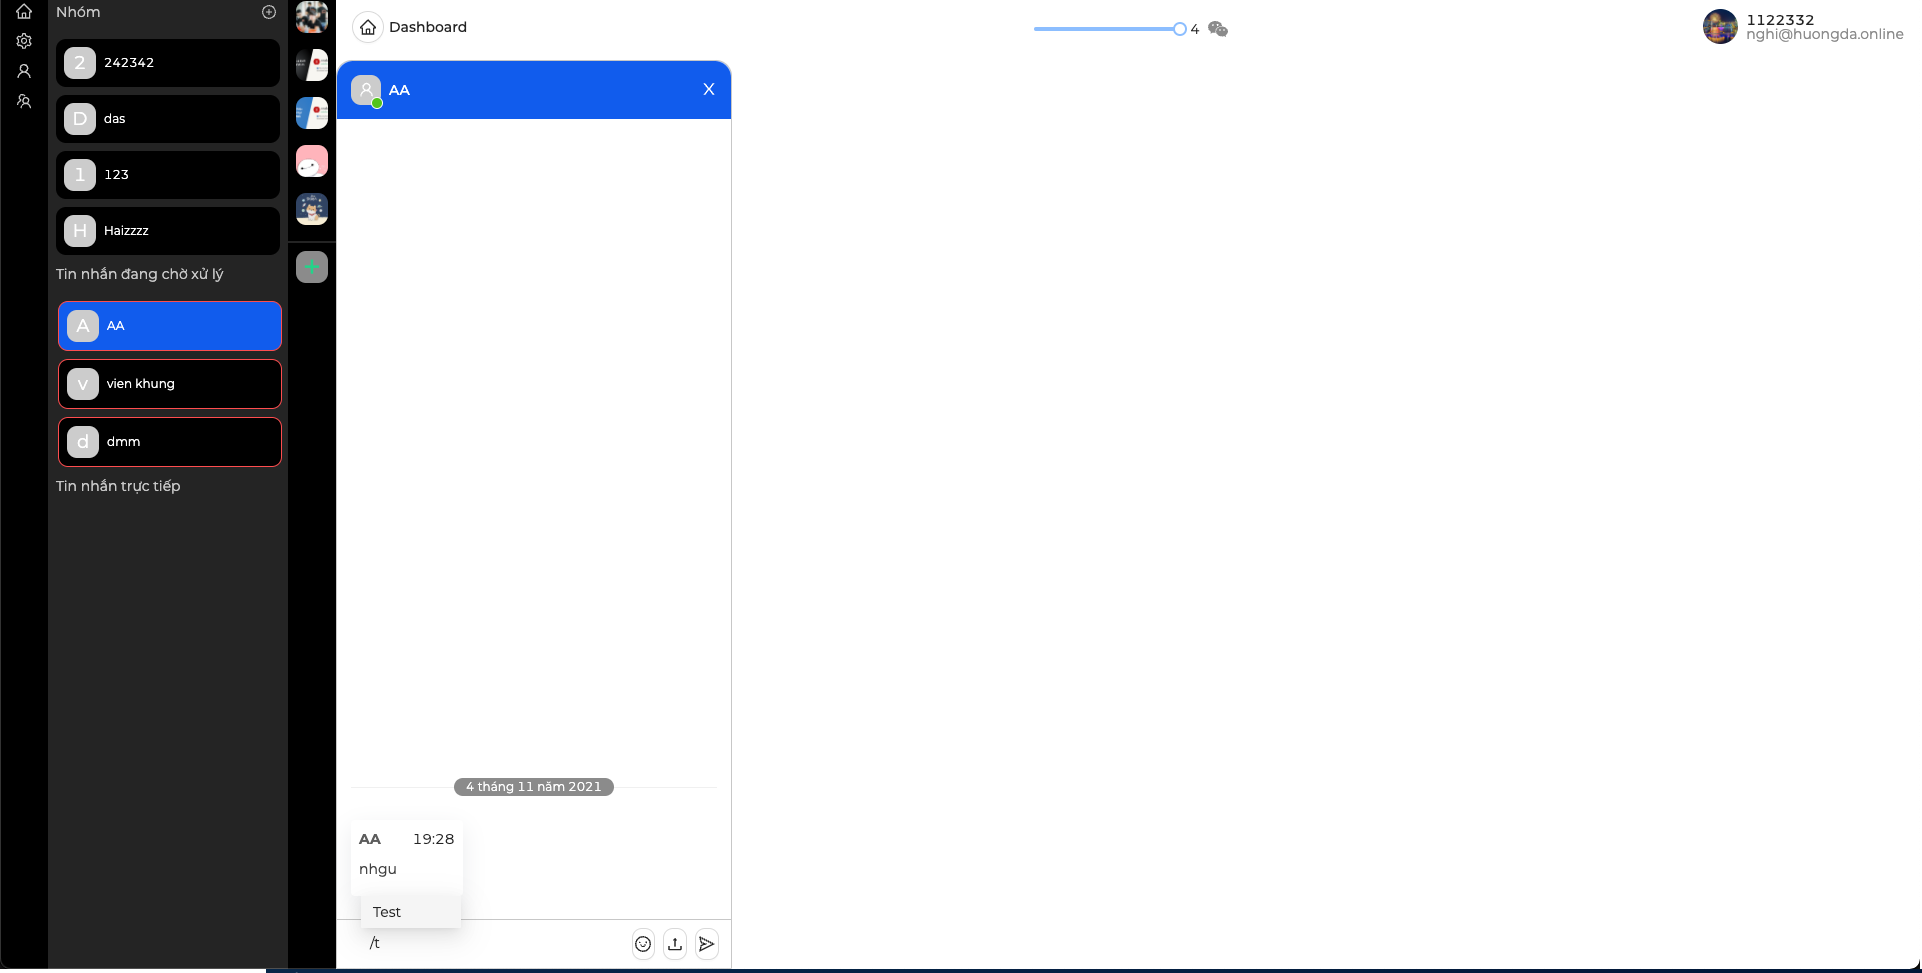 Nhóm
2 242342
D das
1 123
H Haizzzz
Tin nhắn đang chờ xử lý
A AA
v vien khung
d dmm
Tin nhắn trực tiếp
Dashboard
4
1122332
nghi@huongda.online
AA X
4 tháng 11 năm 2021
AA 19:28
nhgu
Test
/t